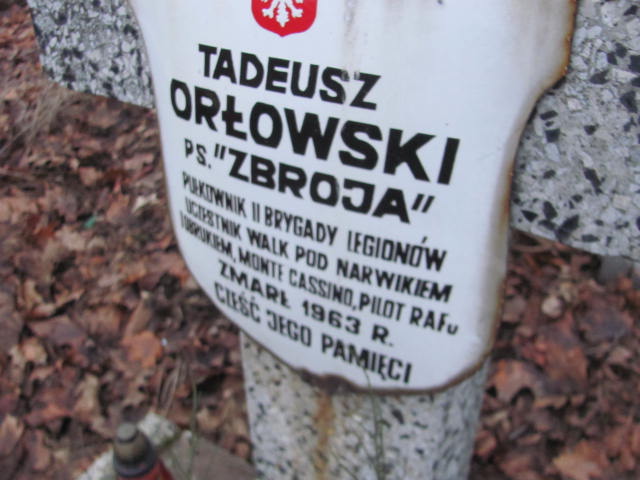 TADEUSZ
ORŁOWSKI
PS. "ZBROJA"
PUŁKOWNIK II BRYGADY LEGIONÓW
UCZESTNIK WALK POD NARWIKIEM
TOBRUKIEM, MONTE CASSINO, PILOT RAFu
ZMARŁ 1963 R.
CZEŚĆ JEGO PAMIĘCI